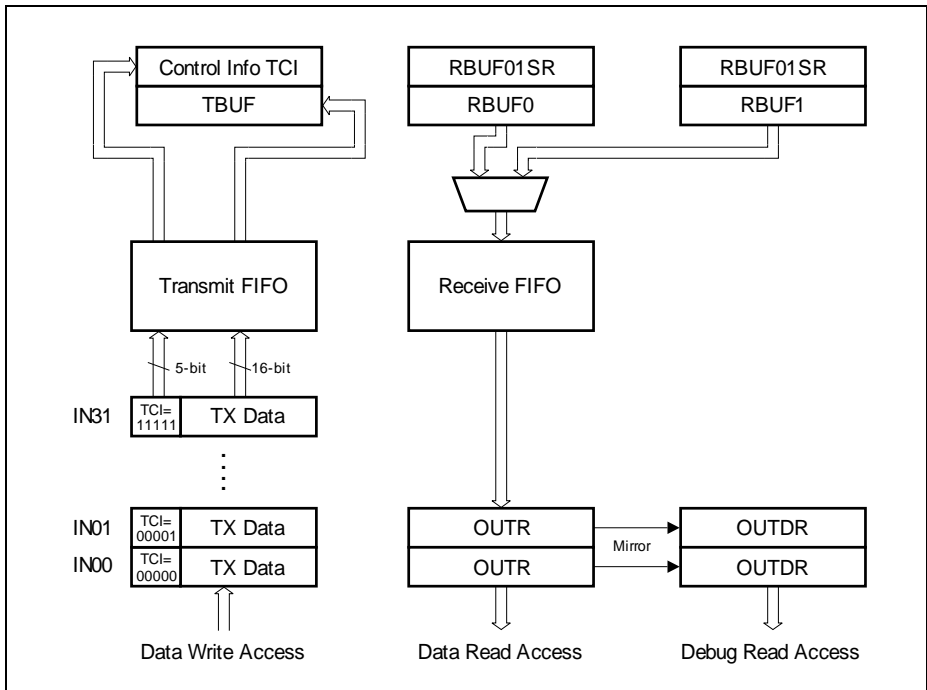 Control Info TCI
TBUF
RBUF01SR
RBUF0
RBUF01SR
RBUF1
Transmit FIFO
Receive FIFO
5-bit
16-bit
IN31
TCI=
11111
TX Data
IN01
TCI=
00001
TX Data
IN00
TCI=
00000
TX Data
OUTR
OUTR
Mirror
OUTDR
OUTDR
Data Write Access
Data Read Access
Debug Read Access